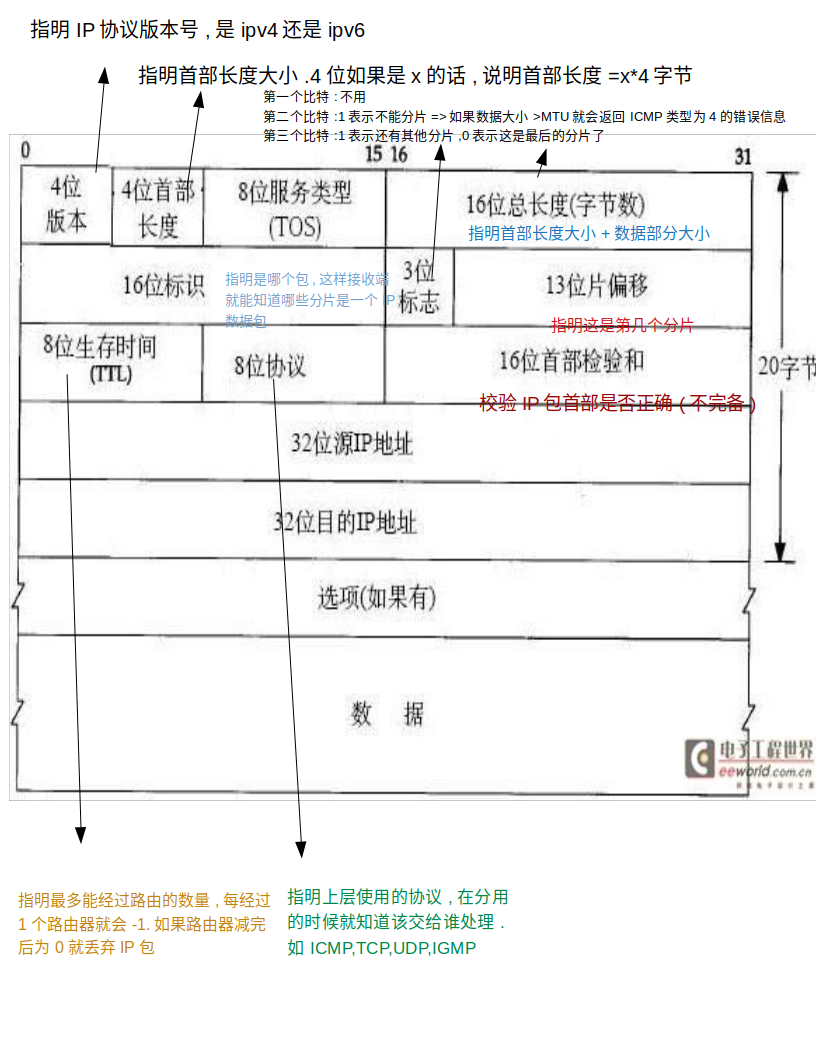 指明 IP 协议版本号 , 是 ipv4 还是 ipv6
指明首部长度大小 .4 位如果是 x 的话 , 说明首部长度 =x*4 字节
第一个比特 : 不用
第二个比特 :1 表示不能分片 => 如果数据大小 >MTU 就会返回 ICMP 类型为 4 的错误信息
第三个比特 :1 表示还有其他分片 ,0 表示这是最后的分片了
0
15 16
31
4位
版本
4位首部
长度
8位服务类型
(TOS)
16位总长度(字节数)
指明首部长度大小 + 数据部分大小
16位标识
指明是哪个包 , 这样接收端
就能知道哪些分片是一个 IP
数据包
3位
标志
13位片偏移
指明这是第几个分片
8位生存时间
(TTL)
8位协议
16位首部检验和
校验 IP 包首部是否正确 ( 不完备 )
20字节
32位源IP地址
32位目的IP地址
选项(如果有)
数 据
电子工程世界
eeworld.com.cn
指明最多能经过路由的数量 , 每经过
1 个路由器就会 -1. 如果路由器减完
后为 0 就丢弃 IP 包
指明上层使用的协议 , 在分用
的时候就知道该交给谁处理 .
如 ICMP,TCP,UDP,IGMP